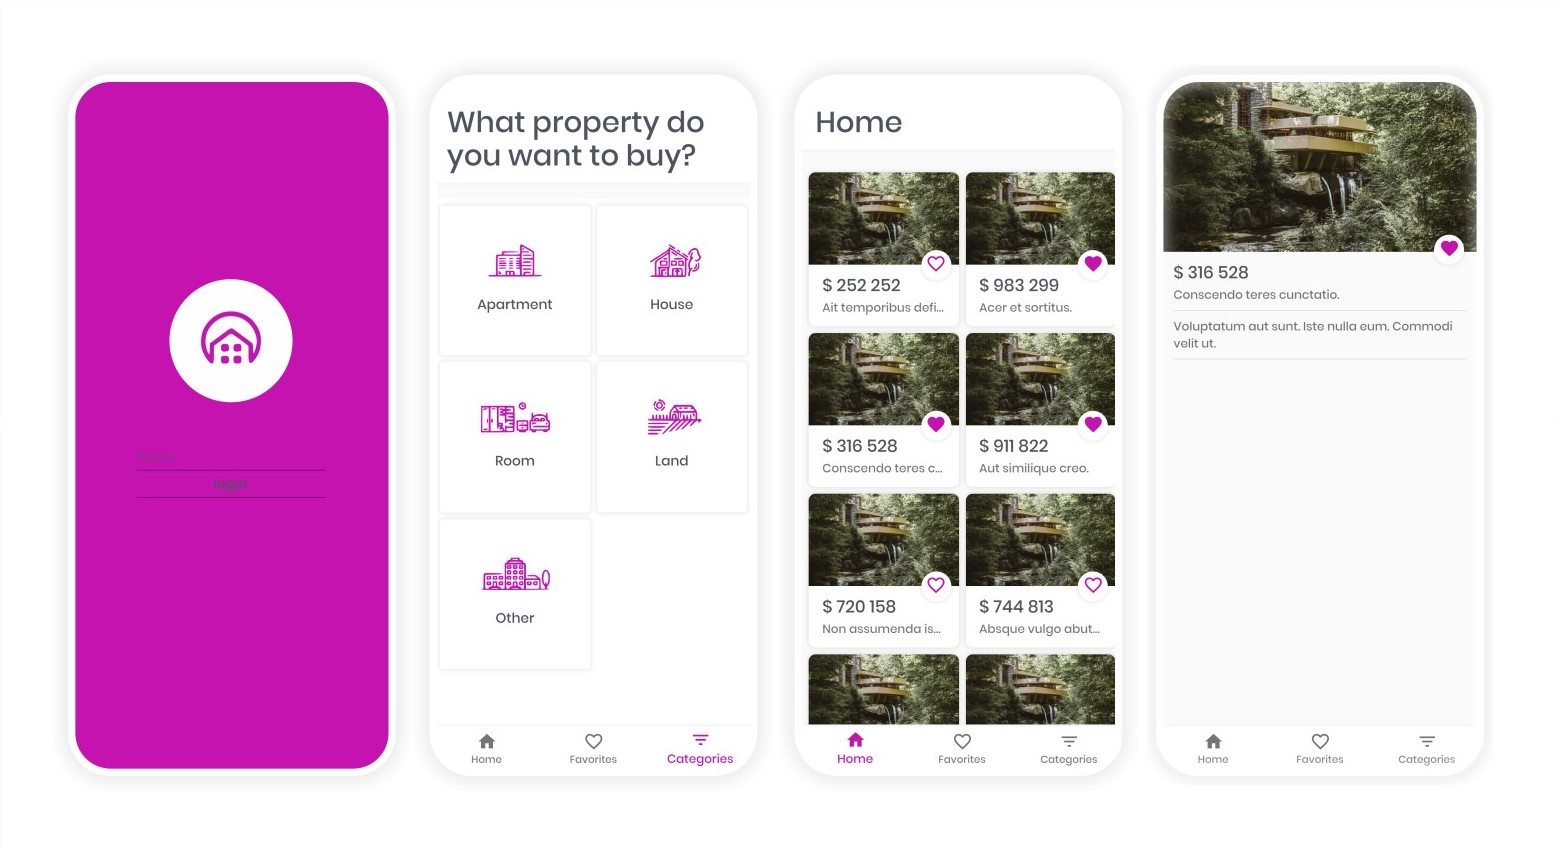 Name
login
What property do
you want to buy?
Apartment
House
Room
Land
Other
Home
Favorites
Categories
Home
$ 252 252
Ait temporibus defi...
$ 983 299
Acer et sortitus.
$ 316 528
Conscendo teres c...
$ 911 822
Aut similique creo.
$ 720 158
Non assumenda is...
$ 744 813
Absque vulgo abut...
Home
Favorites
Categories
$ 316 528
Conscendo teres cunctatio.
Voluptatum aut sunt. Iste nulla eum. Commodi
velit ut.
Home
Favorites
Categories